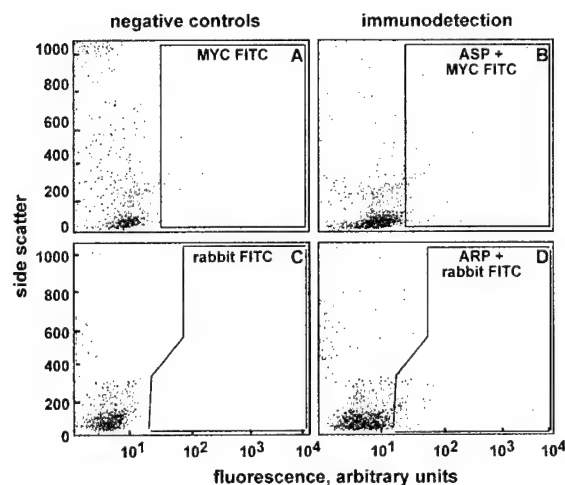 negative controls
immunodetection
side scatter
1000
800
600
400
200
0
MYC FITC
A
ASP +
MYC FITC
B
1000
800
600
400
200
0
rabbit FITC
C
ARP +
rabbit FITC
D
10¹ 10² 10³ 10⁴
10¹ 10² 10³ 10⁴
fluorescence, arbitrary units